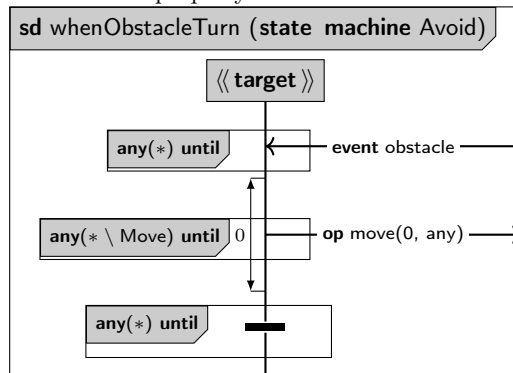 sd whenObstacleTurn (state machine Avoid)
⟪ target ⟫
any(∗) until
event obstacle
any(∗ \ Move) until
0
op move(0, any)
any(∗) until